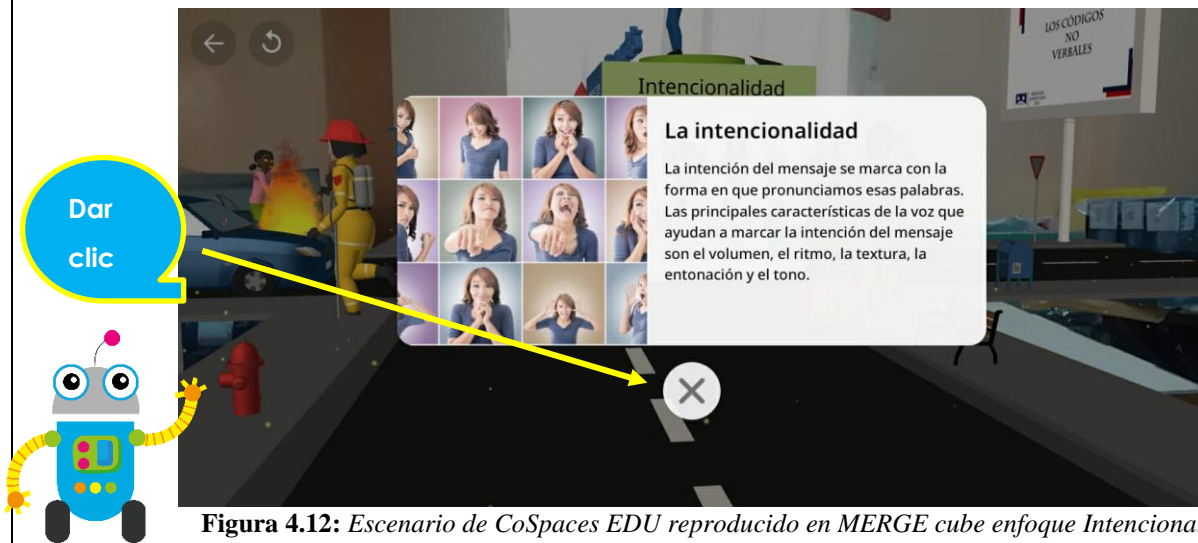 LOS CÓDIGOS
NO
VERBALES
Intencionalidad
La intencionalidad
La intención del mensaje se marca con la
forma en que pronunciamos esas palabras.
Las principales características de la voz que
ayudan a marcar la intención del mensaje
son el volumen, el ritmo, la textura, la
entonación y el tono.
Dar
clic
Figura 4.12: Escenario de CoSpaces EDU reproducido en MERGE cube enfoque Intenciona